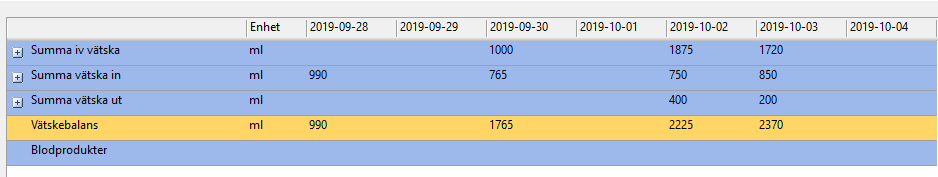 Enhet 2019-09-28 2019-09-29 2019-09-30 2019-10-01 2019-10-02 2019-10-03 2019-10-04
Summa iv vätska ml 1000 1875 1720
Summa vätska in ml 990 765 750 850
Summa vätska ut ml 400 200
Vätskebalans ml 990 1765 2225 2370
Blodprodukter